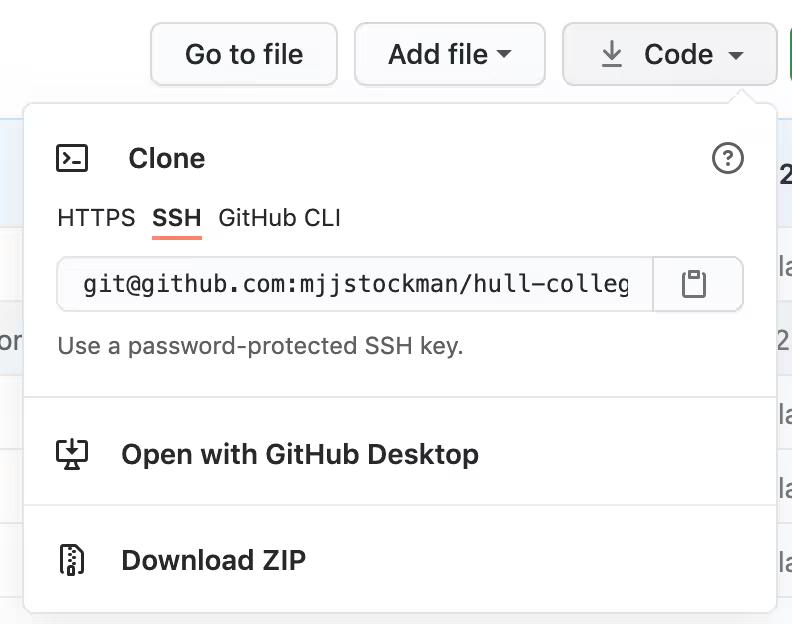 Go to file Add file Code
Clone
HTTPS SSH GitHub CLI
git@github.com:mjjstockman/hull-colleg
Use a password-protected SSH key.
Open with GitHub Desktop
Download ZIP